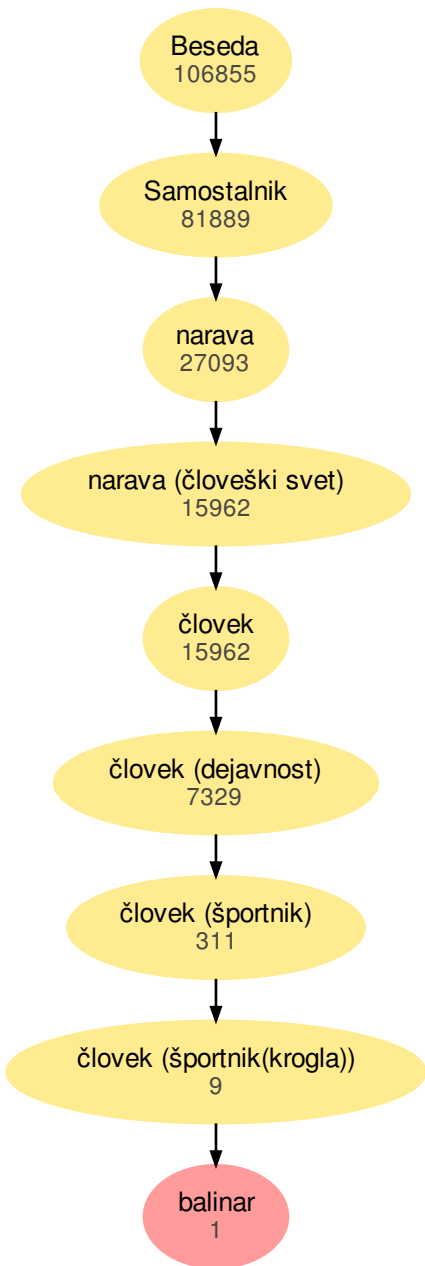 Beseda
106855
Samostalnik
81889
narava
27093
narava (človeški svet)
15962
človek
15962
človek (dejavnost)
7329
človek (športnik)
311
človek (športnik(krogla))
9
balinar
1